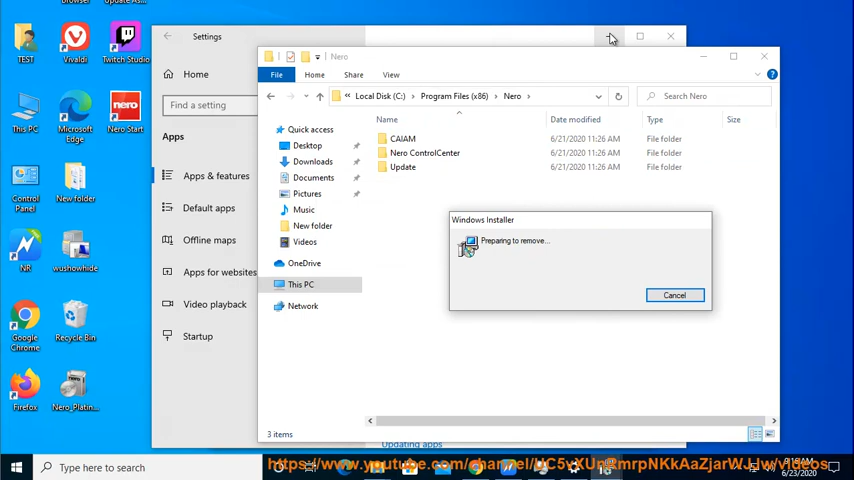 Browser
Update As...
TEST
Vivaldi
Twitch Studio
This PC
Microsoft
Edge
Nero Start
Control
Panel
New folder
NR
wushowhide
Google
Chrome
Recycle Bin
Firefox
Nero_Platin...
Settings
Home
Find a setting
Apps
Apps & features
Default apps
Offline maps
Apps for websites
Video playback
Startup
Updating apps
Nero
File
Home
Share
View
« Local Disk (C:) › Program Files (x86) › Nero ›
Search Nero
Quick access
Desktop
Downloads
Documents
Pictures
Music
New folder
Videos
OneDrive
This PC
Network
Name
Date modified
Type
Size
CAIAM
6/21/2020 11:26 AM
File folder
Nero ControlCenter
6/21/2020 11:26 AM
File folder
Update
6/21/2020 11:26 AM
File folder
3 items
Windows Installer
Preparing to remove...
Cancel
Type here to search
6/23/2020